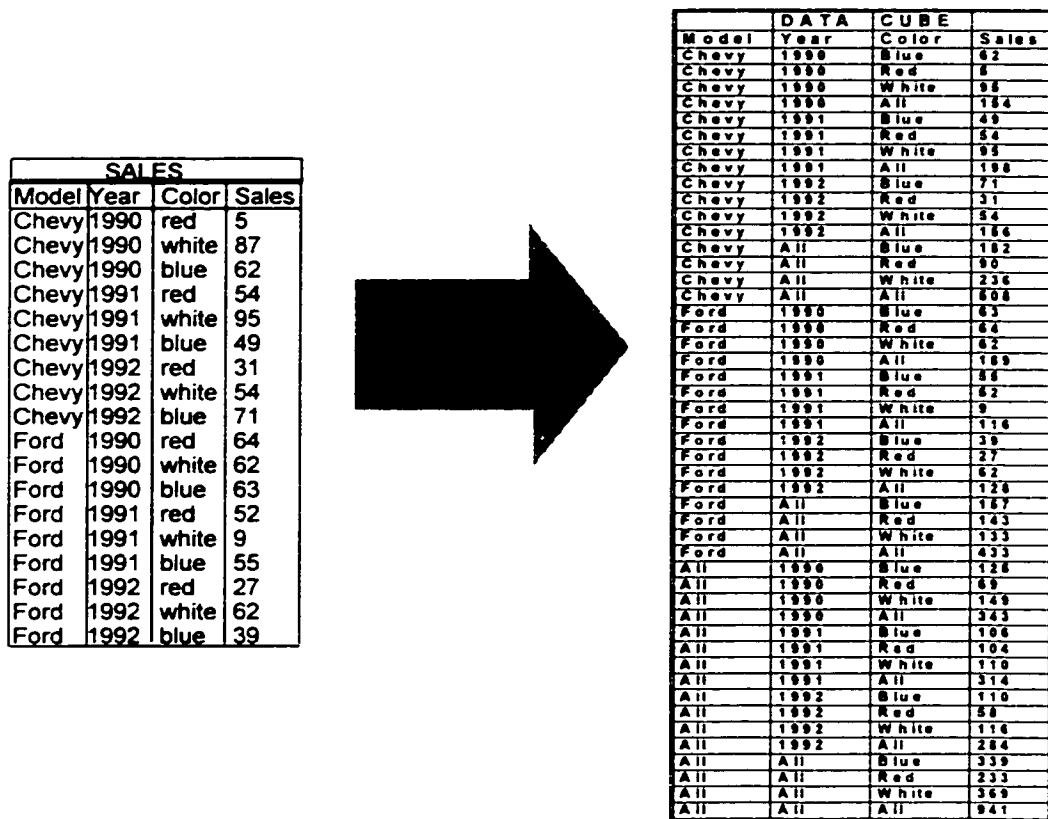 SALES
Model Year Color Sales
Chevy 1990 red 5
Chevy 1990 white 87
Chevy 1990 blue 62
Chevy 1991 red 54
Chevy 1991 white 95
Chevy 1991 blue 49
Chevy 1992 red 31
Chevy 1992 white 54
Chevy 1992 blue 71
Ford 1990 red 64
Ford 1990 white 62
Ford 1990 blue 63
Ford 1991 red 52
Ford 1991 white 9
Ford 1991 blue 55
Ford 1992 red 27
Ford 1992 white 62
Ford 1992 blue 39
DATA CUBE
Model Year Color Sales
Chevy 1990 Blue 62
Chevy 1990 Red 5
Chevy 1990 White 95
Chevy 1990 All 154
Chevy 1991 Blue 49
Chevy 1991 Red 54
Chevy 1991 White 95
Chevy 1991 All 198
Chevy 1992 Blue 71
Chevy 1992 Red 31
Chevy 1992 White 54
Chevy 1992 All 156
Chevy All Blue 182
Chevy All Red 90
Chevy All White 236
Chevy All All 508
Ford 1990 Blue 63
Ford 1990 Red 64
Ford 1990 White 62
Ford 1990 All 189
Ford 1991 Blue 55
Ford 1991 Red 52
Ford 1991 White 9
Ford 1991 All 116
Ford 1992 Blue 39
Ford 1992 Red 27
Ford 1992 White 62
Ford 1992 All 128
Ford All Blue 157
Ford All Red 143
Ford All White 133
Ford All All 433
All 1990 Blue 125
All 1990 Red 69
All 1990 White 149
All 1990 All 343
All 1991 Blue 106
All 1991 Red 104
All 1991 White 110
All 1991 All 314
All 1992 Blue 110
All 1992 Red 58
All 1992 White 116
All 1992 All 284
All All Blue 339
All All Red 233
All All White 369
All All All 941